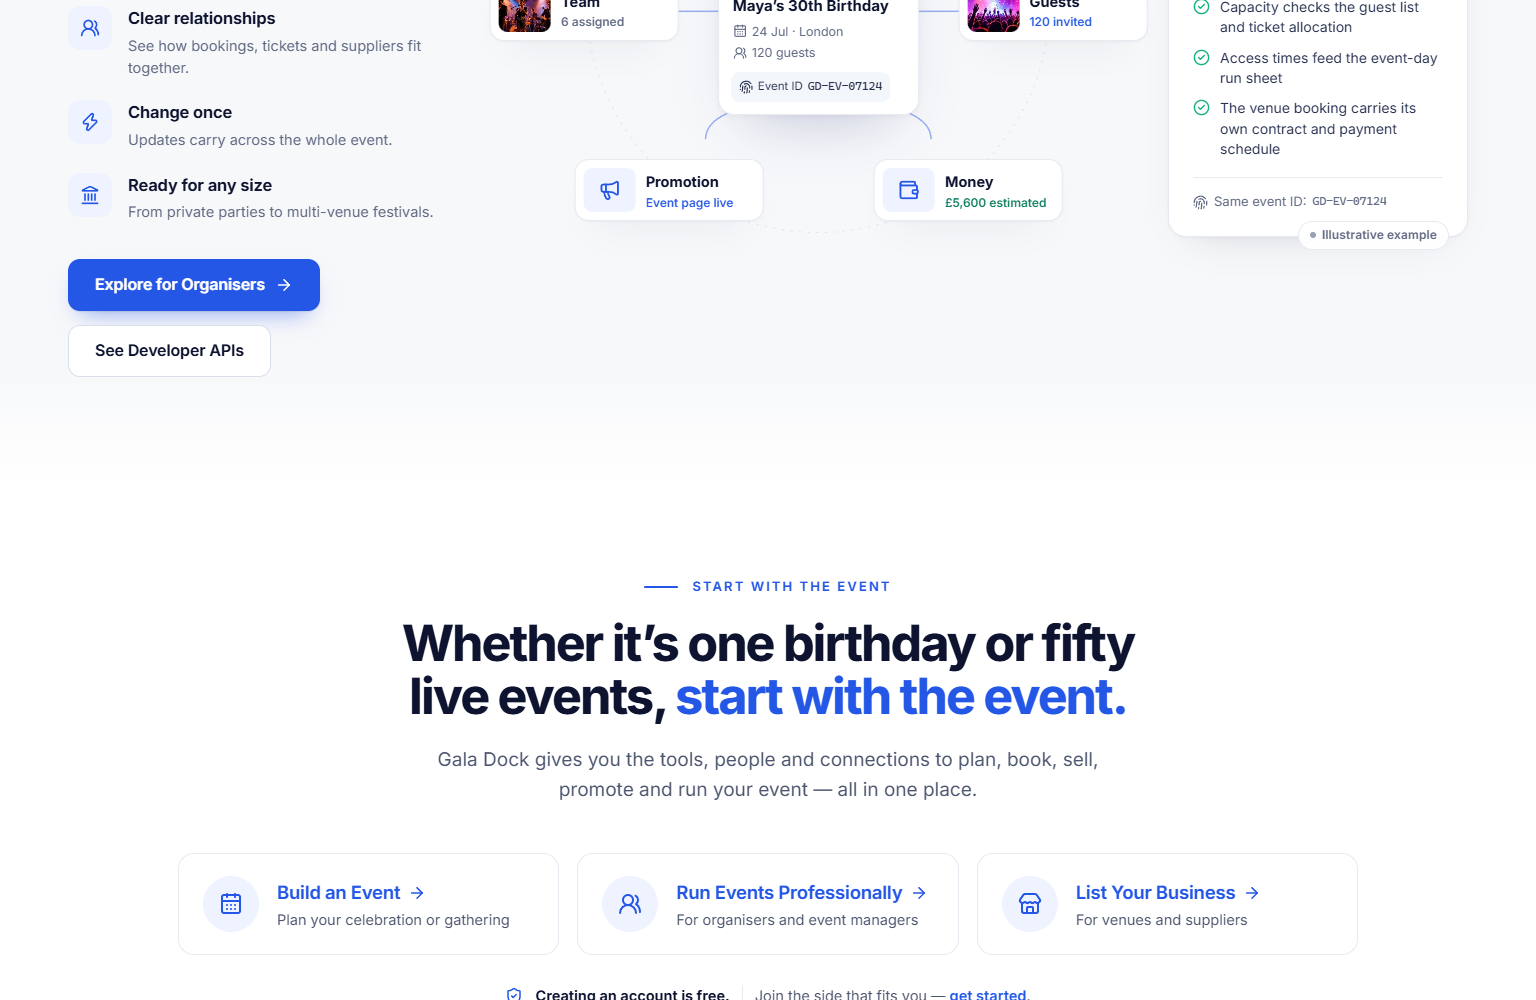 Clear relationships
See how bookings, tickets and suppliers fit
together.
Change once
Updates carry across the whole event.
Ready for any size
From private parties to multi-venue festivals.
Explore for Organisers
See Developer APIs
Team
6 assigned
Maya’s 30th Birthday
24 Jul · London
120 guests
Event ID GD-EV-07124
Guests
120 invited
Promotion
Event page live
Money
£5,600 estimated
Capacity checks the guest list
and ticket allocation
Access times feed the event-day
run sheet
The venue booking carries its
own contract and payment
schedule
Same event ID: GD-EV-07124
Illustrative example
START WITH THE EVENT
Whether it’s one birthday or fifty
live events, start with the event.
Gala Dock gives you the tools, people and connections to plan, book, sell,
promote and run your event — all in one place.
Build an Event
Plan your celebration or gathering
Run Events Professionally
For organisers and event managers
List Your Business
For venues and suppliers
Creating an account is free. Join the side that fits you — get started.